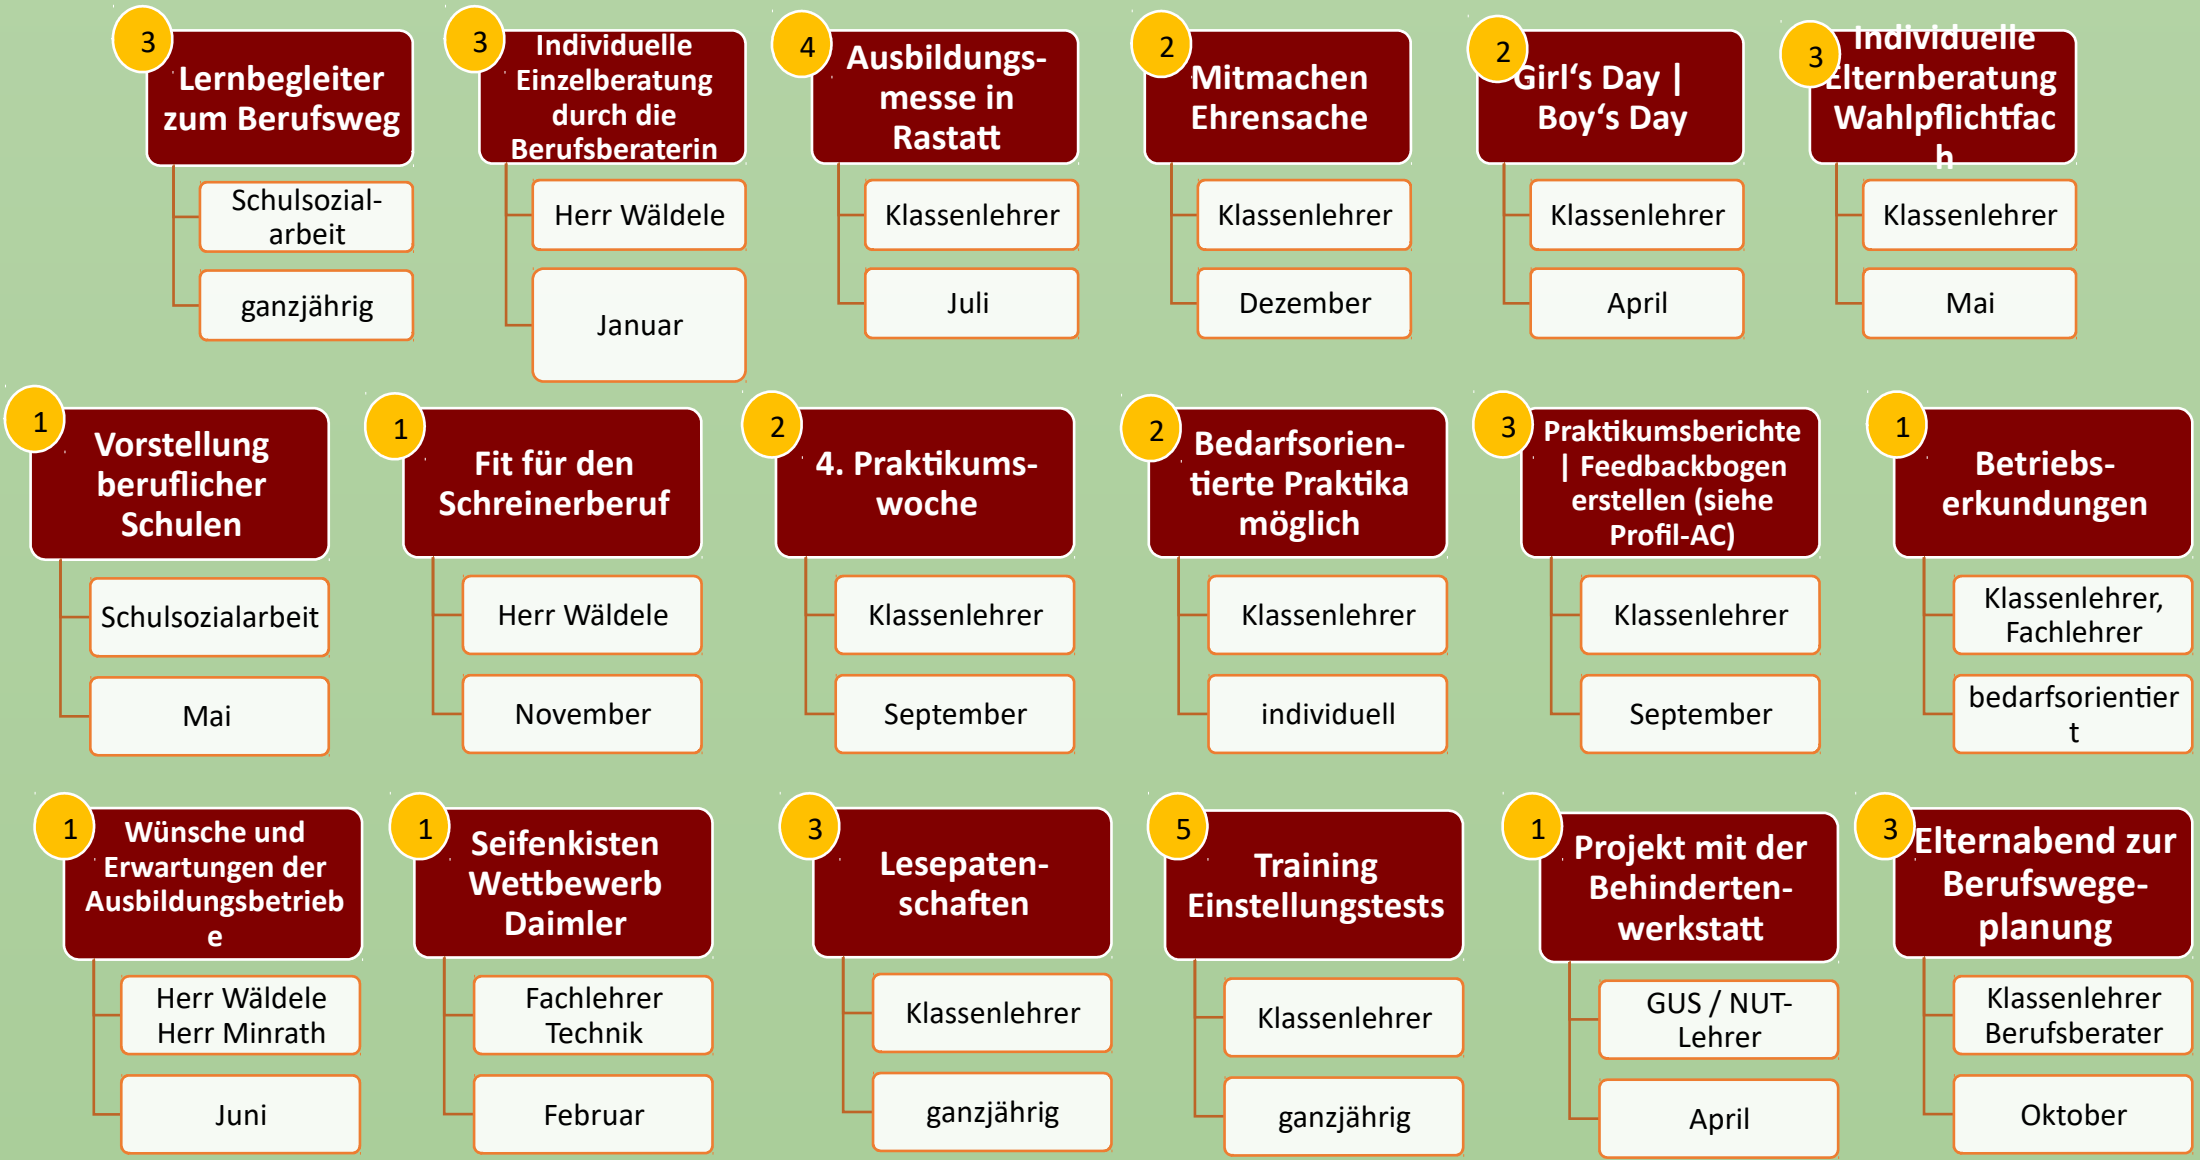 3
Lernbegleiter
zum Berufsweg
Schulsozial-
arbeit
ganzjährig
3
Individuelle
Einzelberatung
durch die
Berufsberaterin
Herr Wäldele
Januar
4
Ausbildungs-
messe in
Rastatt
Klassenlehrer
Juli
2
Mitmachen
Ehrensache
Klassenlehrer
Dezember
2
Girl‘s Day |
Boy‘s Day
Klassenlehrer
April
3
Individuelle
Elternberatung
Wahlpflichtfac
h
Klassenlehrer
Mai
1
Vorstellung
beruflicher
Schulen
Schulsozialarbeit
Mai
1
Fit für den
Schreinerberuf
Herr Wäldele
November
2
4. Praktikums-
woche
Klassenlehrer
September
2
Bedarfsorien-
tierte Praktika
möglich
Klassenlehrer
individuell
3
Praktikumsberichte
| Feedbackbogen
erstellen (siehe
Profil-AC)
Klassenlehrer
September
1
Betriebs-
erkundungen
Klassenlehrer,
Fachlehrer
bedarfsorientier
t
1
Wünsche und
Erwartungen der
Ausbildungsbetrieb
e
Herr Wäldele
Herr Minrath
Juni
1
Seifenkisten
Wettbewerb
Daimler
Fachlehrer
Technik
Februar
3
Lesepaten-
schaften
Klassenlehrer
ganzjährig
5
Training
Einstellungstests
Klassenlehrer
ganzjährig
1
Projekt mit der
Behinderten-
werkstatt
GUS / NUT-
Lehrer
April
3
Elternabend zur
Berufswege-
planung
Klassenlehrer
Berufsberater
Oktober